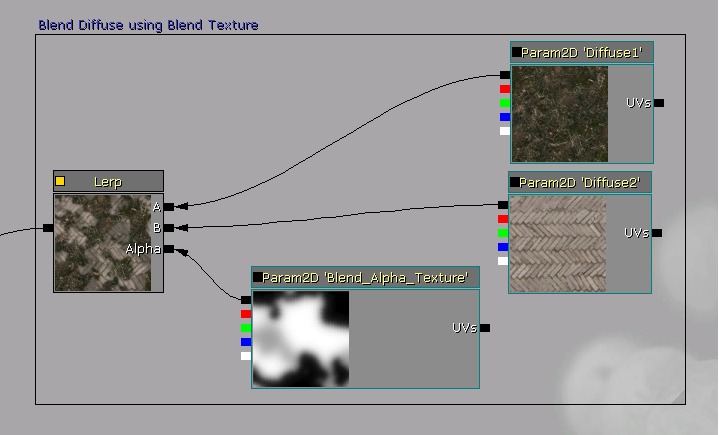 Blend Diffuse using Blend Texture
Param2D 'Diffuse1'
UVs
Lerp
A
B
Alpha
Param2D 'Diffuse2'
UVs
Param2D 'Blend_Alpha_Texture'
UVs